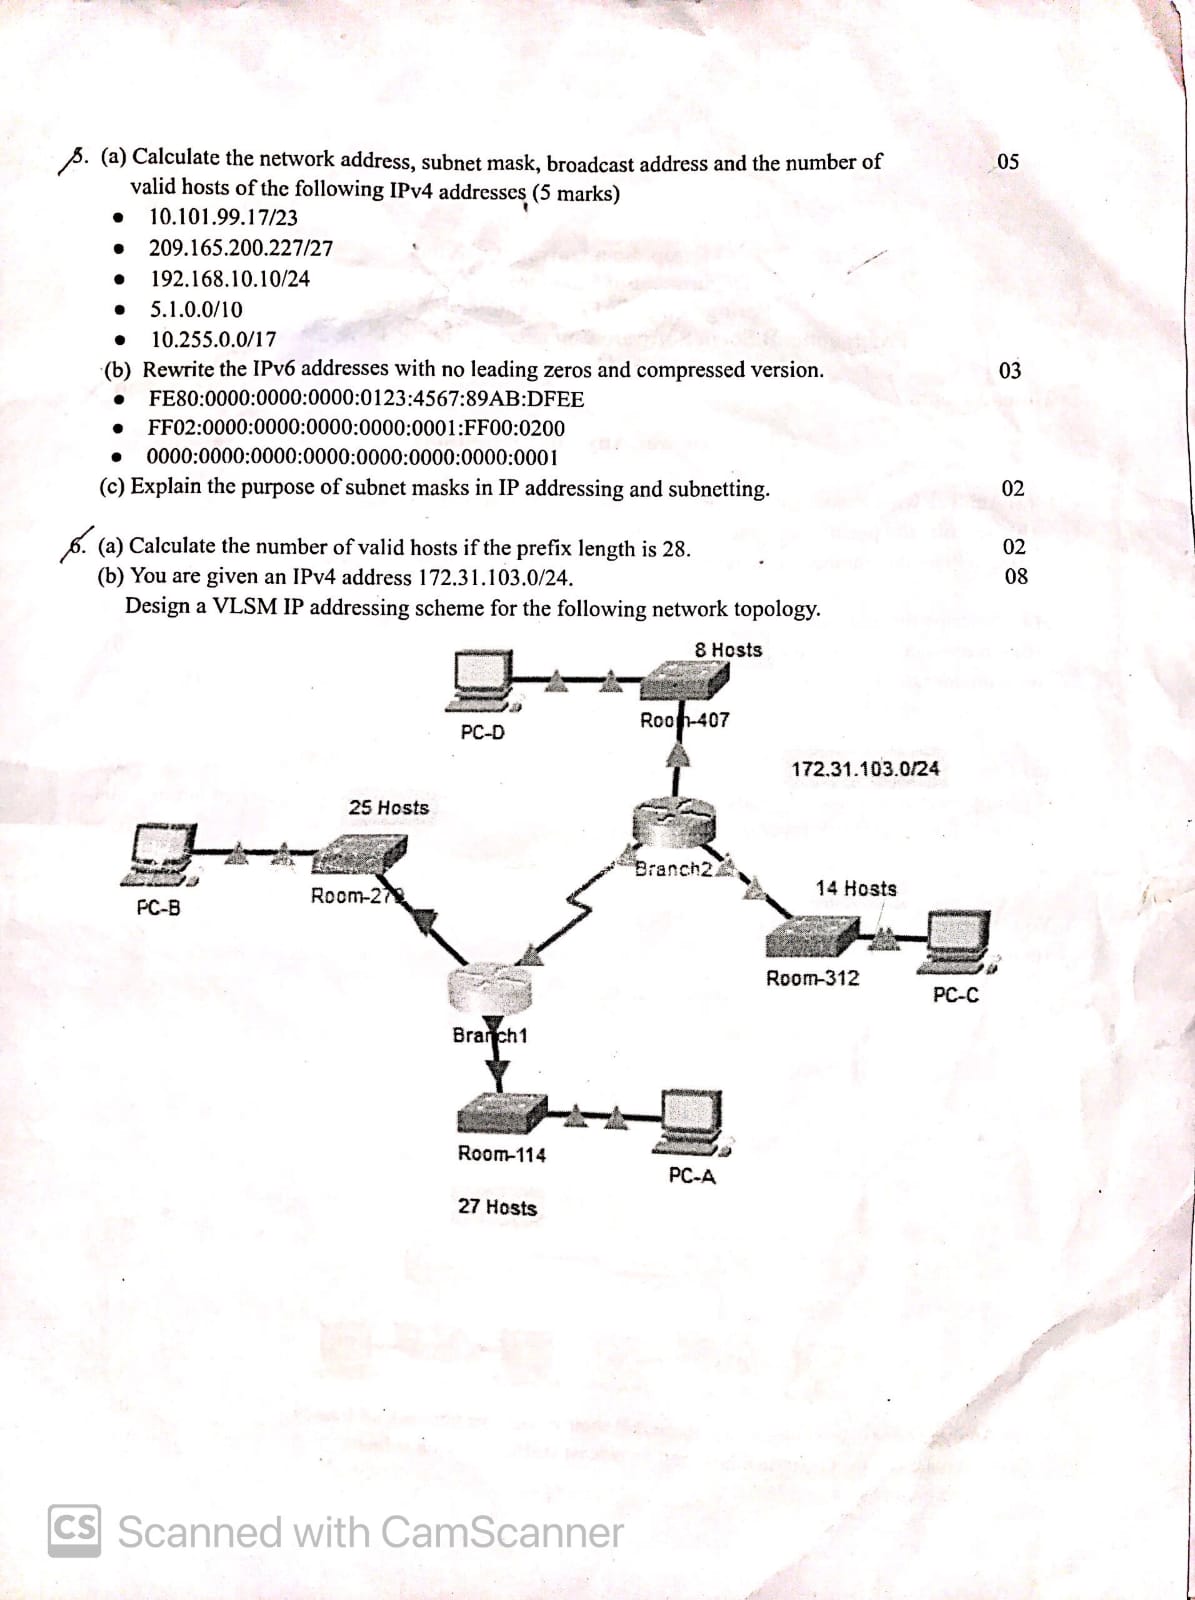 5. (a) Calculate the network address, subnet mask, broadcast address and the number of 05
valid hosts of the following IPv4 addresses (5 marks)
• 10.101.99.17/23
• 209.165.200.227/27
• 192.168.10.10/24
• 5.1.0.0/10
• 10.255.0.0/17
(b) Rewrite the IPv6 addresses with no leading zeros and compressed version. 03
• FE80:0000:0000:0000:0123:4567:89AB:DFEE
• FF02:0000:0000:0000:0000:0001:FF00:0200
• 0000:0000:0000:0000:0000:0000:0000:0001
(c) Explain the purpose of subnet masks in IP addressing and subnetting. 02
6. (a) Calculate the number of valid hosts if the prefix length is 28. 02
(b) You are given an IPv4 address 172.31.103.0/24. 08
Design a VLSM IP addressing scheme for the following network topology.
8 Hosts
Room-407
PC-D
172.31.103.0/24
25 Hosts
Branch2
14 Hosts
PC-B
Room-312
PC-C
Branch1
Room-114
PC-A
27 Hosts
CS Scanned with CamScanner